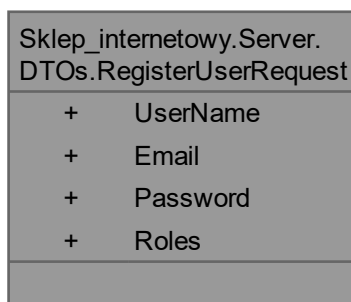 Sklep_internetowy.Server.
DTOs.RegisterUserRequest
+ UserName
+ Email
+ Password
+ Roles